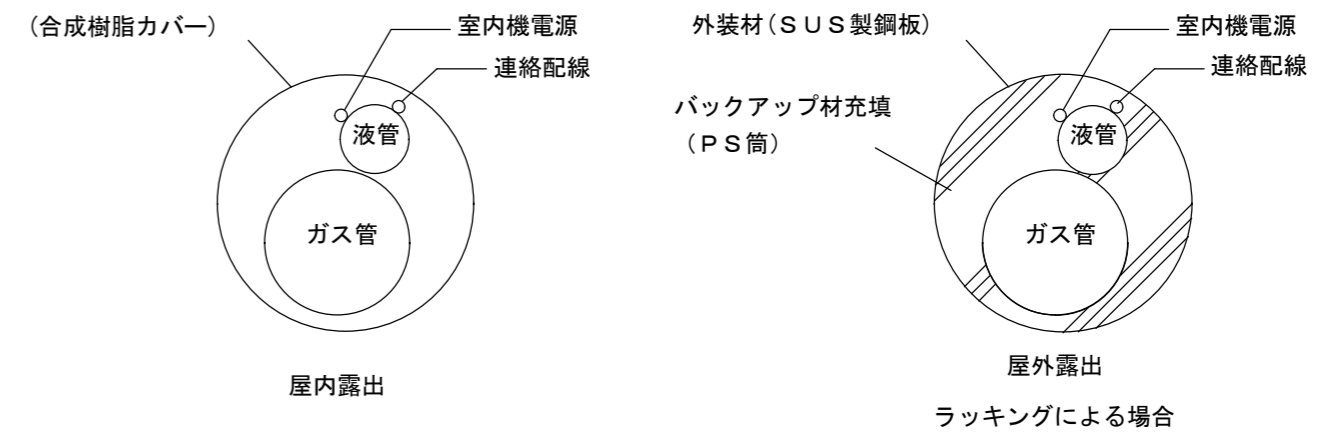 （合成樹脂カバー）
室内機電源
連絡配線
液管
ガス管
屋内露出
外装材（ＳＵＳ製鋼板）
室内機電源
連絡配線
バックアップ材充填
（ＰＳ筒）
液管
ガス管
屋外露出
ラッキングによる場合